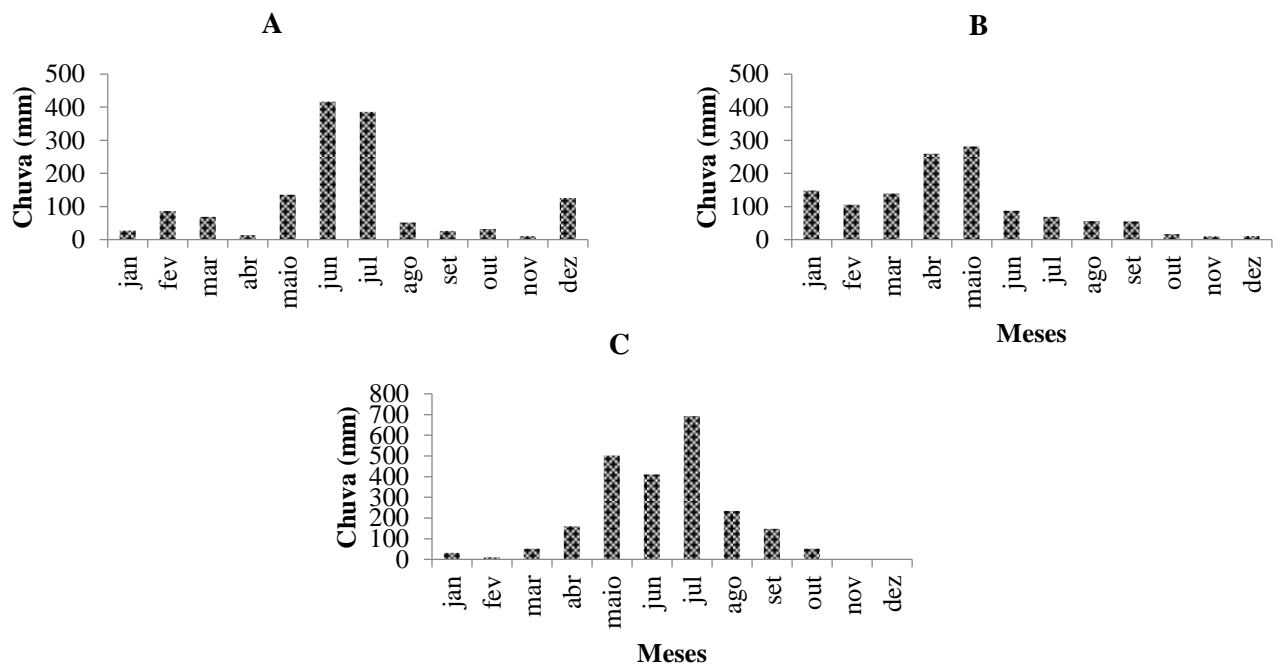 A
Chuva (mm)
500
400
300
200
100
0
jan
fev
mar
abr
maio
jun
jul
ago
set
out
nov
dez
B
Chuva (mm)
500
400
300
200
100
0
jan
fev
mar
abr
maio
jun
jul
ago
set
out
nov
dez
Meses
C
Chuva (mm)
800
700
600
500
400
300
200
100
0
jan
fev
mar
abr
maio
jun
jul
ago
set
out
nov
dez
Meses